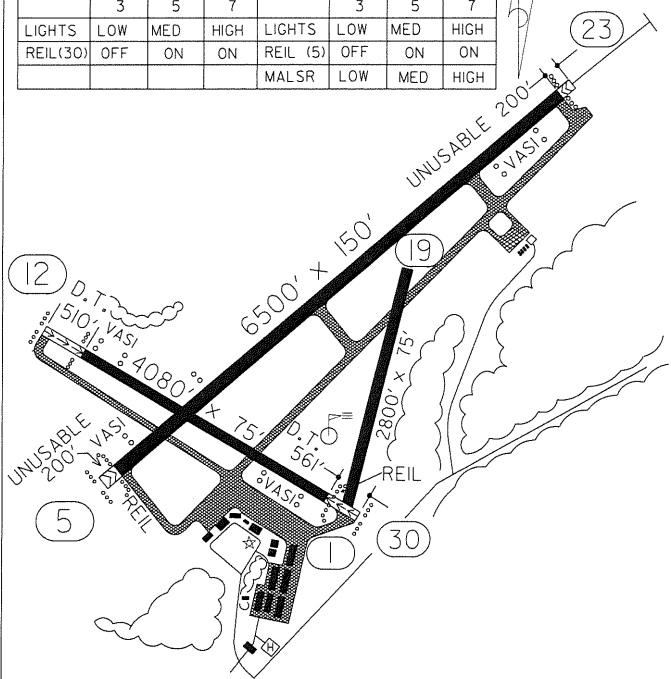 3 5 7 3 5 7
LIGHTS LOW MED HIGH LIGHTS LOW MED HIGH
REIL(30) OFF ON ON REIL (5) OFF ON ON
MALSR LOW MED HIGH
23
UNUSABLE 200'
VASI
19
6500' X 150'
12
D.T.
510'
VASI
4080' X 75'
2800' X 75'
D.T.
561'
UNUSABLE
200'
VASI
REIL
VASI
REIL
5
1
30
H